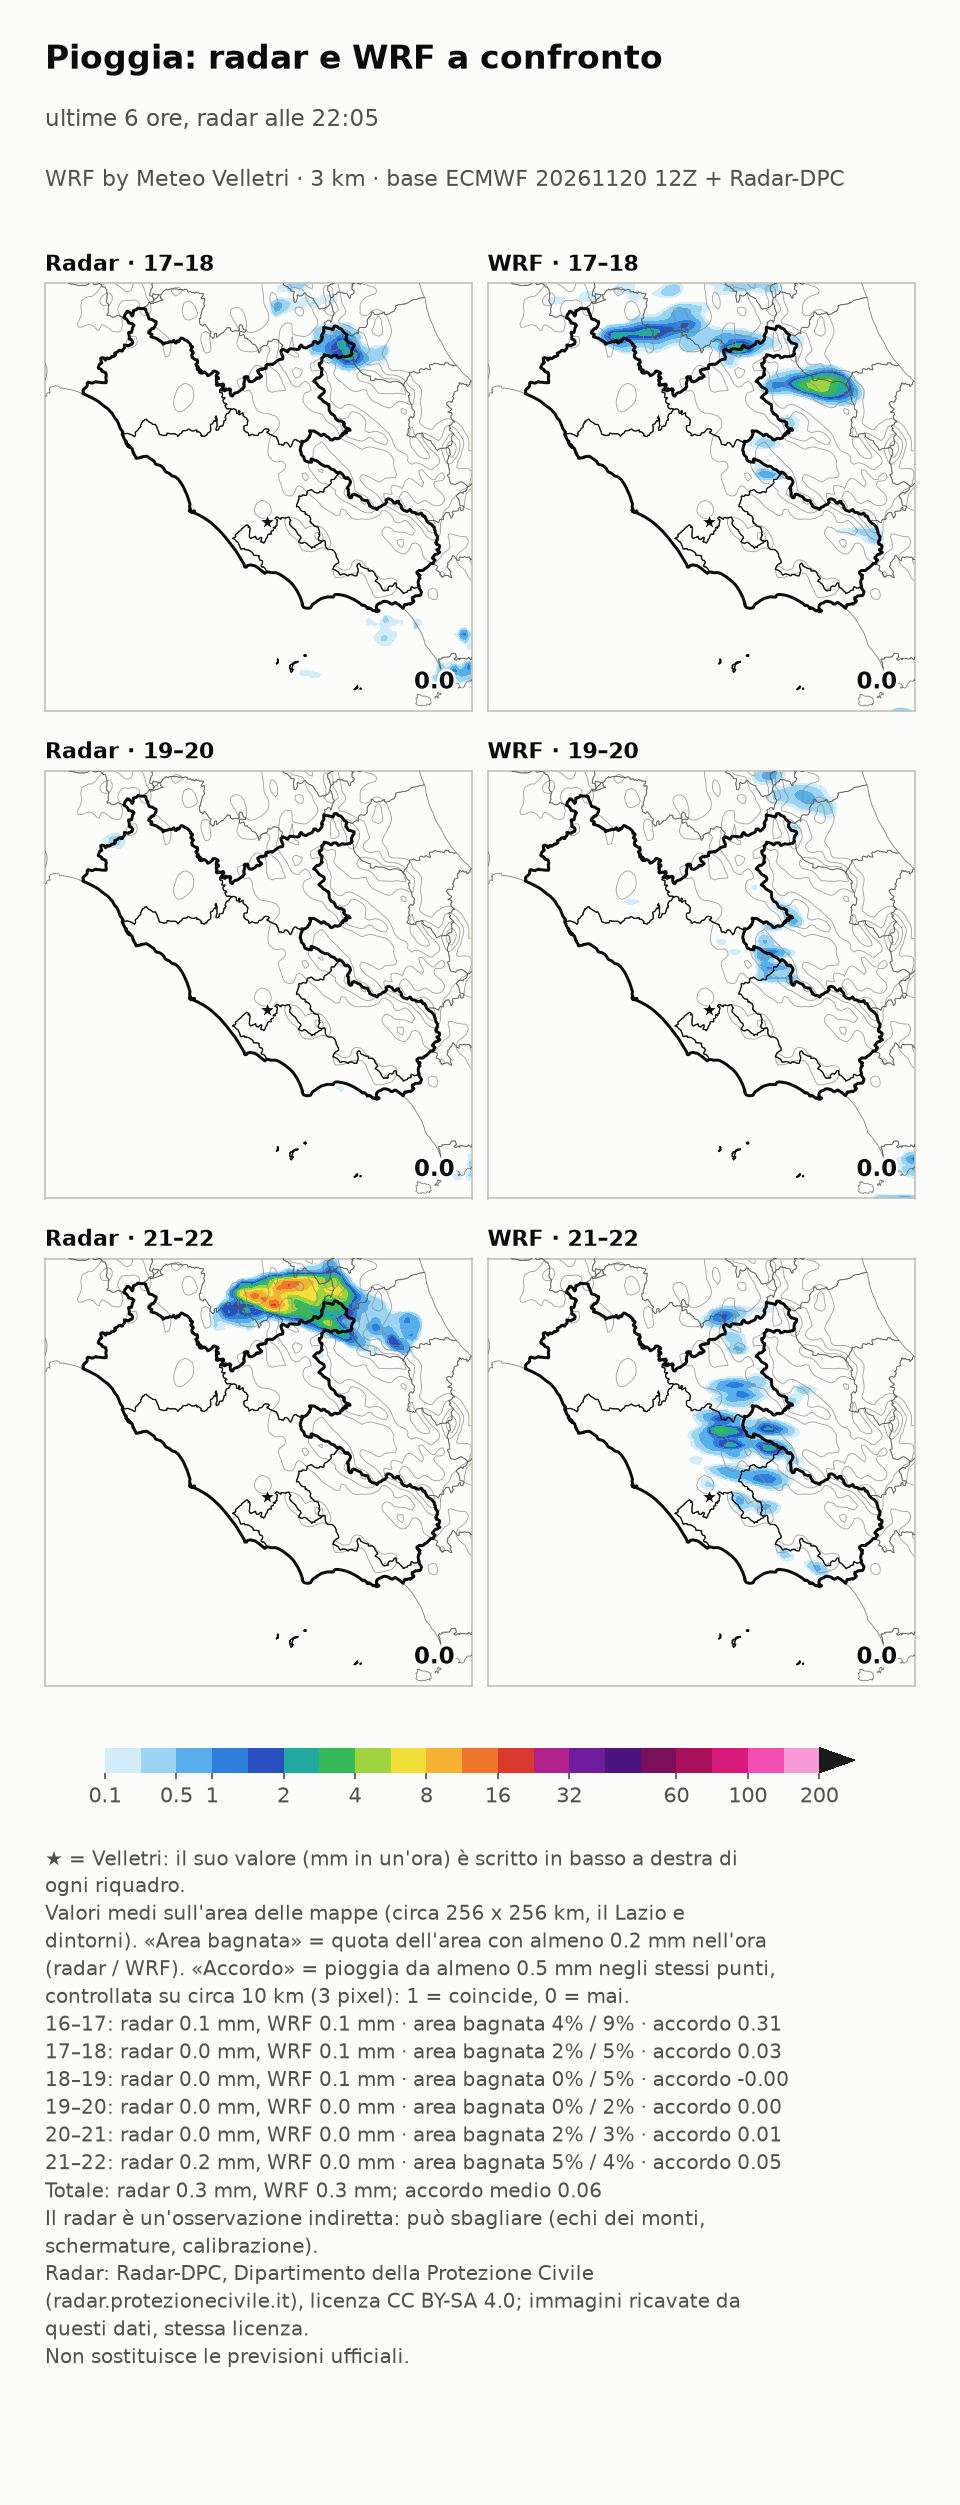 Pioggia: radar e WRF a confronto
ultime 6 ore, radar alle 22:05
WRF by Meteo Velletri · 3 km · base ECMWF 20261120 12Z + Radar-DPC
Radar · 17–18
WRF · 17–18
0.0
0.0
Radar · 19–20
WRF · 19–20
0.0
0.0
Radar · 21–22
WRF · 21–22
0.0
0.0
0.1 0.5 1 2 4 8 16 32 60 100 200
★ = Velletri: il suo valore (mm in un'ora) è scritto in basso a destra di
ogni riquadro.
Valori medi sull'area delle mappe (circa 256 x 256 km, il Lazio e
dintorni). «Area bagnata» = quota dell'area con almeno 0.2 mm nell'ora
(radar / WRF). «Accordo» = pioggia da almeno 0.5 mm negli stessi punti,
controllata su circa 10 km (3 pixel): 1 = coincide, 0 = mai.
16–17: radar 0.1 mm, WRF 0.1 mm · area bagnata 4% / 9% · accordo 0.31
17–18: radar 0.0 mm, WRF 0.1 mm · area bagnata 2% / 5% · accordo 0.03
18–19: radar 0.0 mm, WRF 0.1 mm · area bagnata 0% / 5% · accordo -0.00
19–20: radar 0.0 mm, WRF 0.0 mm · area bagnata 0% / 2% · accordo 0.00
20–21: radar 0.0 mm, WRF 0.0 mm · area bagnata 2% / 3% · accordo 0.01
21–22: radar 0.2 mm, WRF 0.0 mm · area bagnata 5% / 4% · accordo 0.05
Totale: radar 0.3 mm, WRF 0.3 mm; accordo medio 0.06
Il radar è un'osservazione indiretta: può sbagliare (echi dei monti,
schermature, calibrazione).
Radar: Radar-DPC, Dipartimento della Protezione Civile
(radar.protezionecivile.it), licenza CC BY-SA 4.0; immagini ricavate da
questi dati, stessa licenza.
Non sostituisce le previsioni ufficiali.